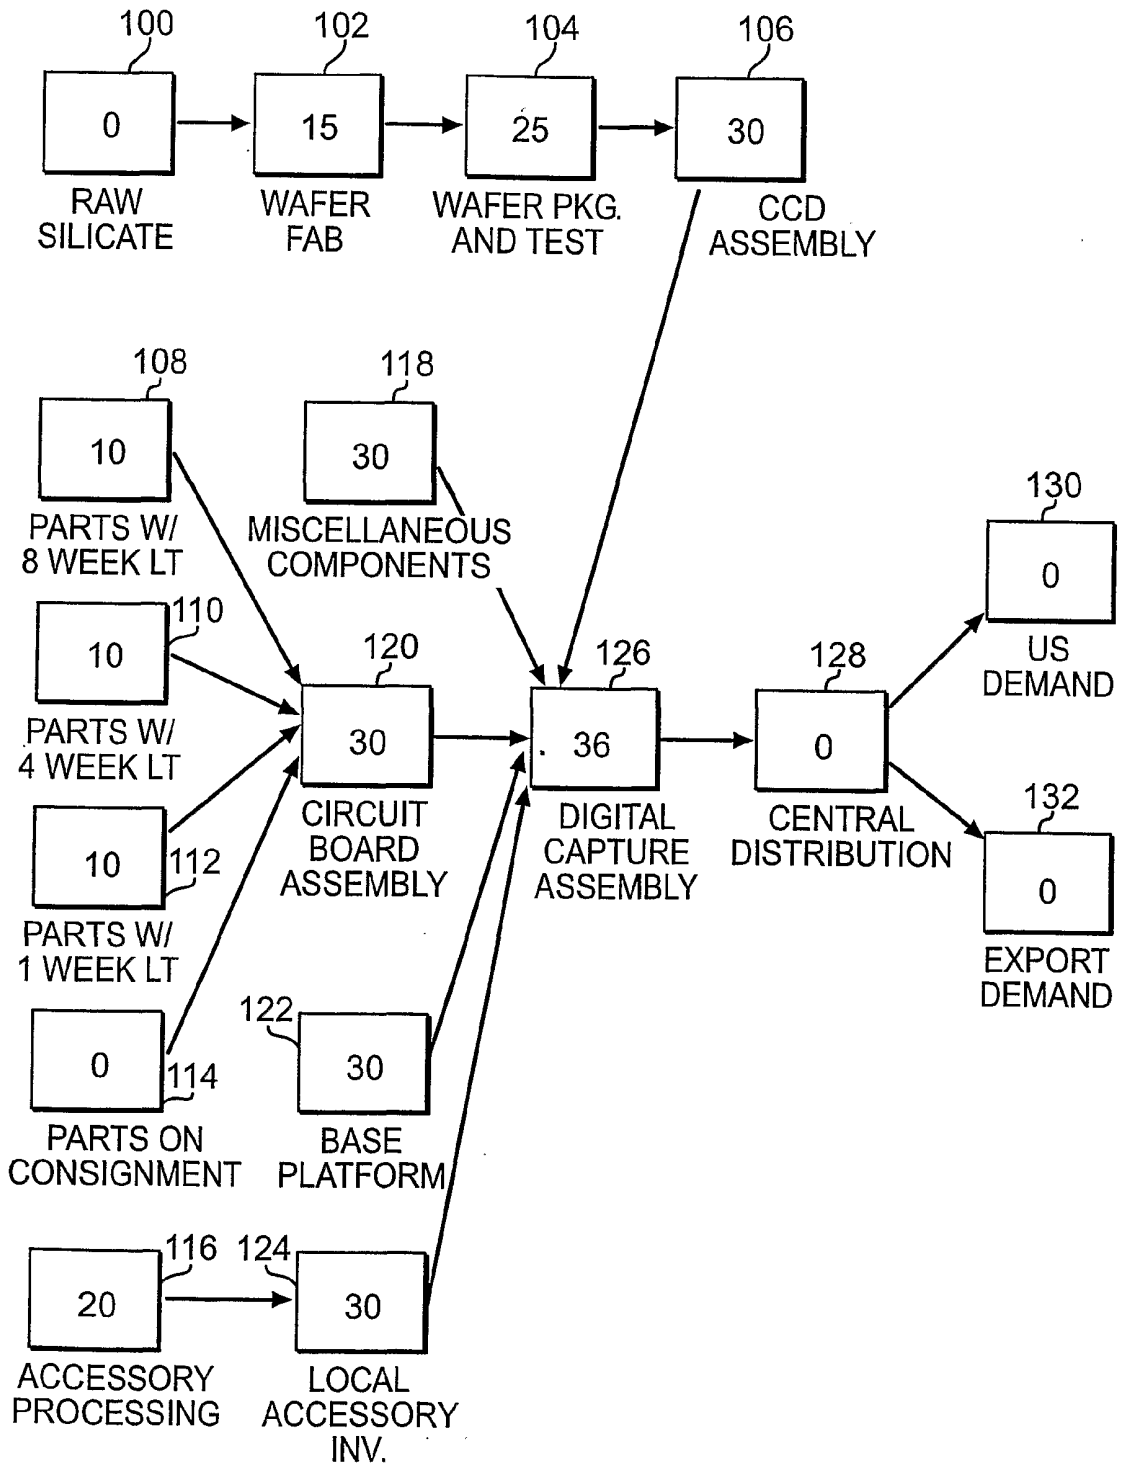 100
102
104
106
0
15
25
30
RAW
SILICATE
WAFER
FAB
WAFER PKG.
AND TEST
CCD
ASSEMBLY
108
10
PARTS W/
8 WEEK LT
118
30
MISCELLANEOUS
COMPONENTS
110
10
PARTS W/
4 WEEK LT
112
10
PARTS W/
1 WEEK LT
114
0
PARTS ON
CONSIGNMENT
120
30
CIRCUIT
BOARD
ASSEMBLY
126
36
DIGITAL
CAPTURE
ASSEMBLY
128
0
CENTRAL
DISTRIBUTION
130
0
US
DEMAND
132
0
EXPORT
DEMAND
122
30
BASE
PLATFORM
116
20
ACCESSORY
PROCESSING
124
30
LOCAL
ACCESSORY
INV.